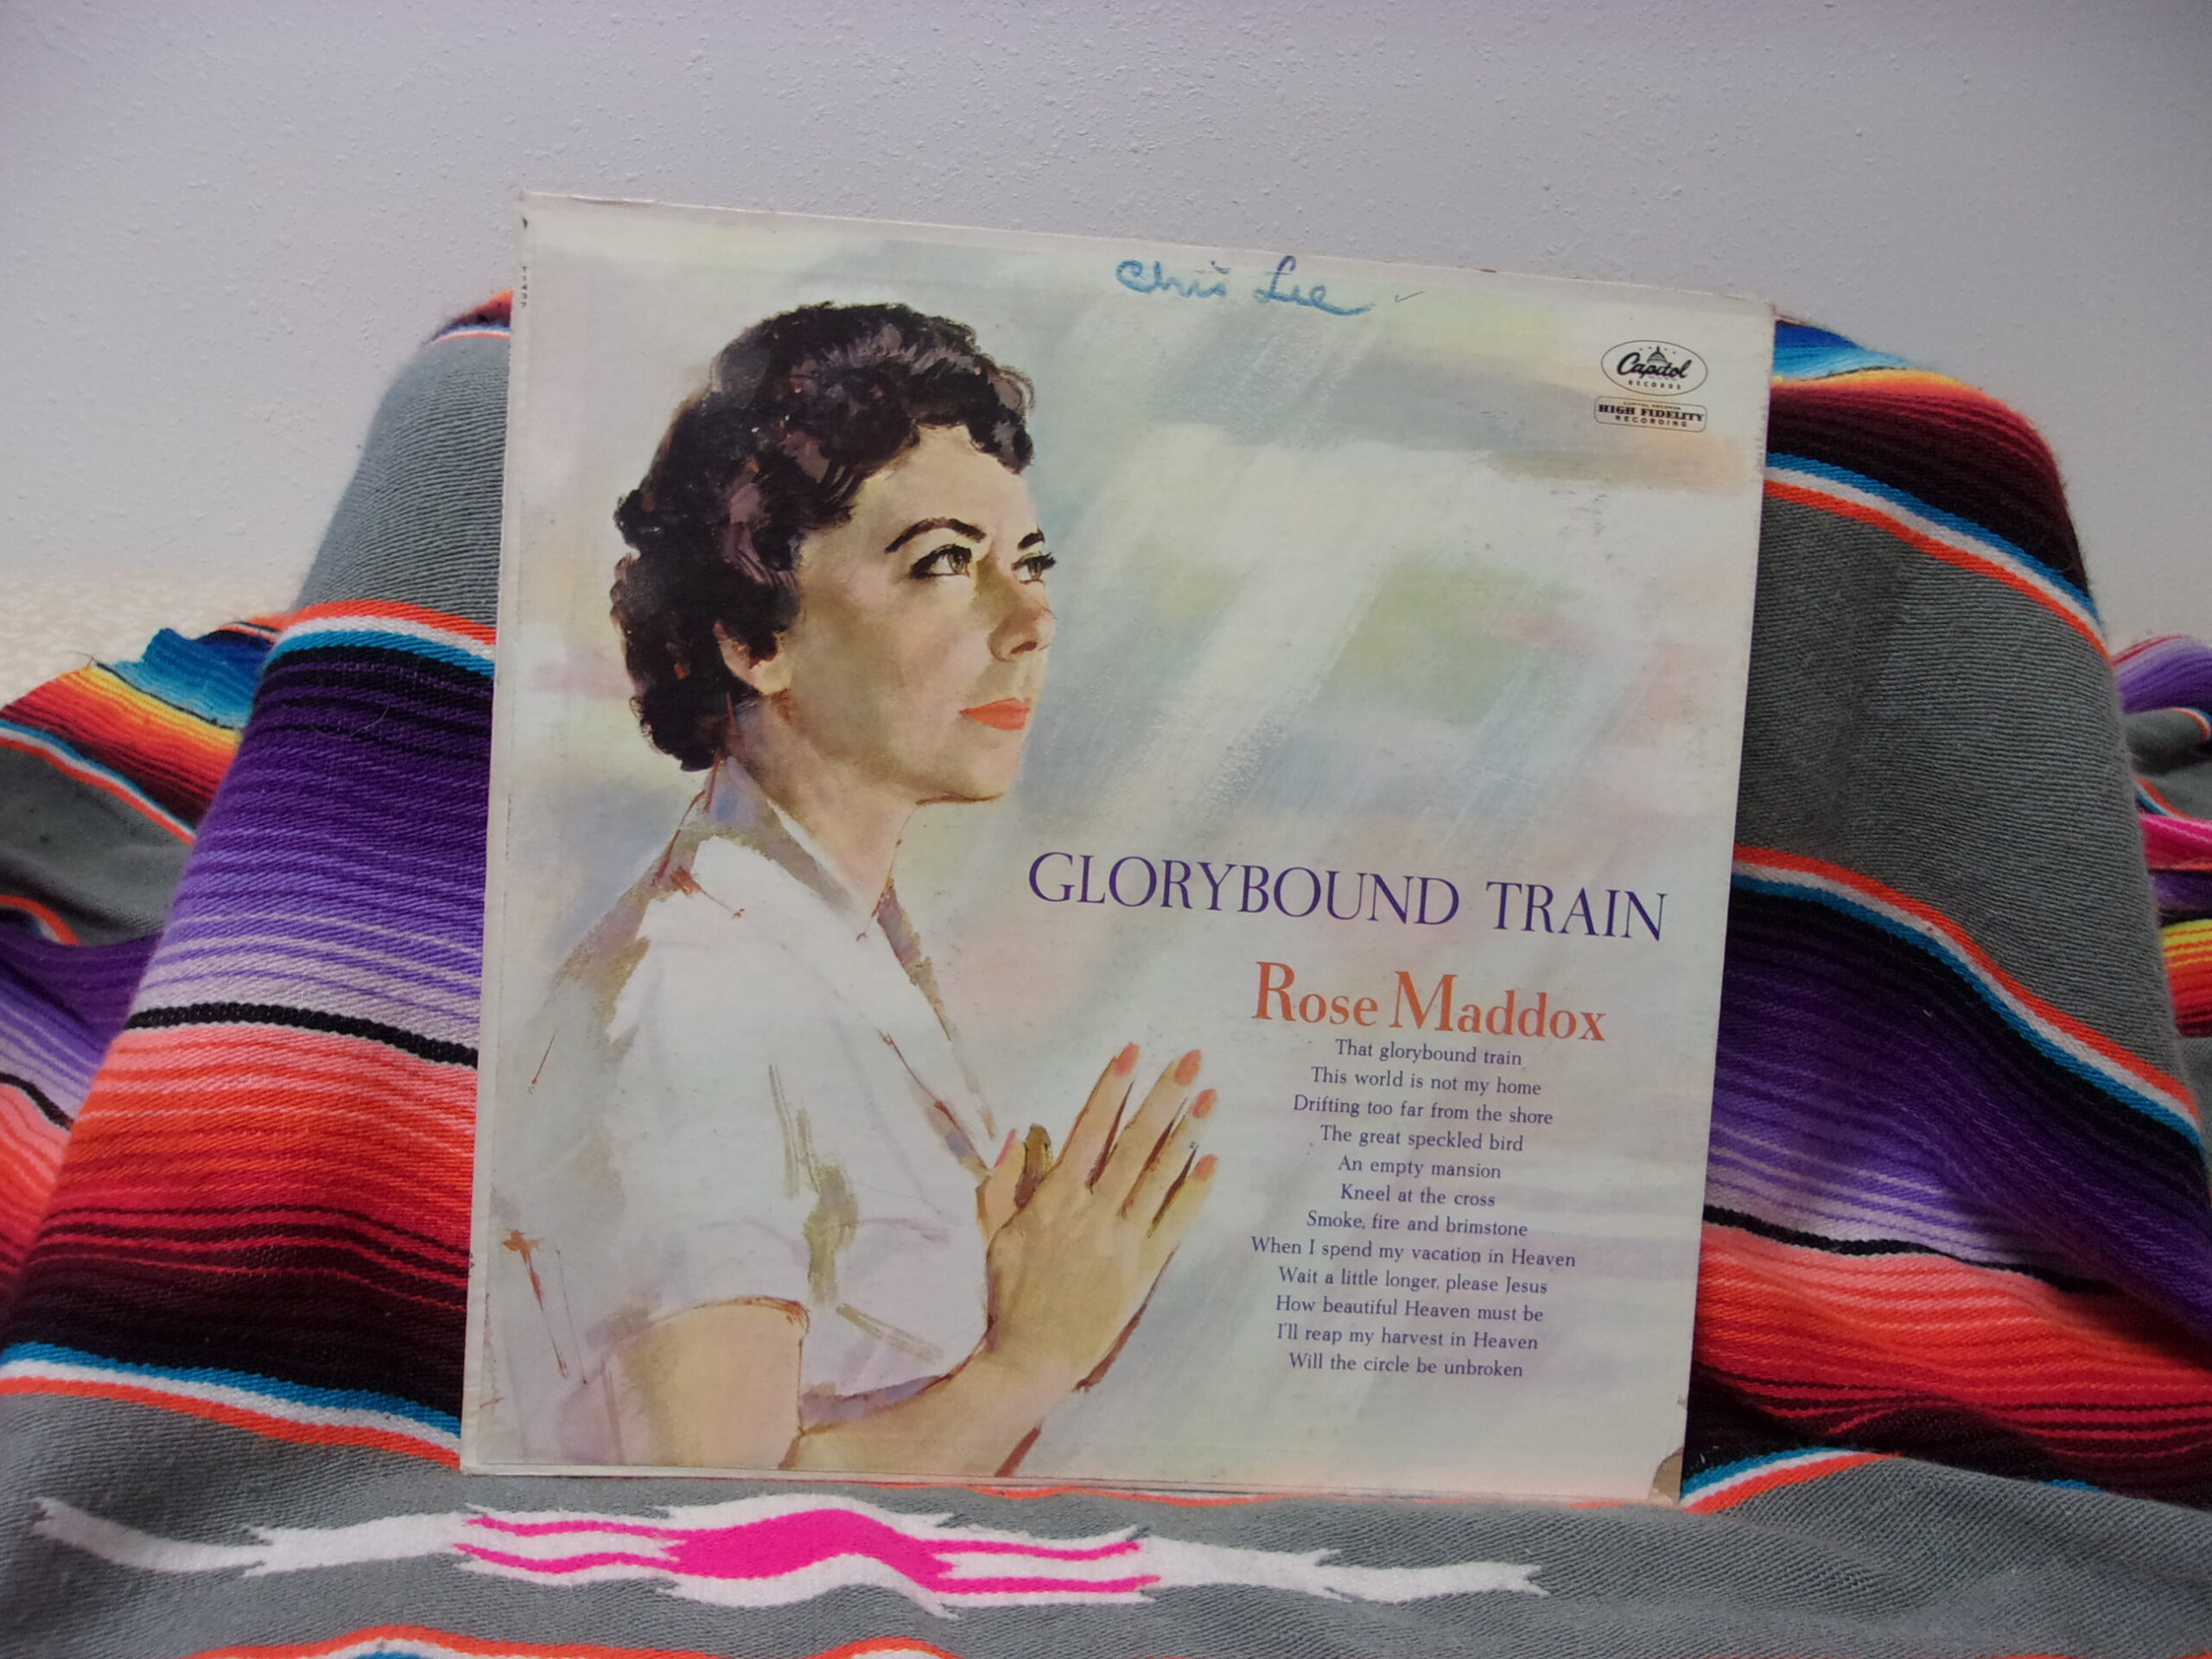 T1437
Chris Lee
Capitol
RECORDS
HIGH FIDELITY
RECORDING
GLORYBOUND TRAIN
Rose Maddox
That glorybound train
This world is not my home
Drifting too far from the shore
The great speckled bird
An empty mansion
Kneel at the cross
Smoke, fire and brimstone
When I spend my vacation in Heaven
Wait a little longer, please Jesus
How beautiful Heaven must be
I'll reap my harvest in Heaven
Will the circle be unbroken